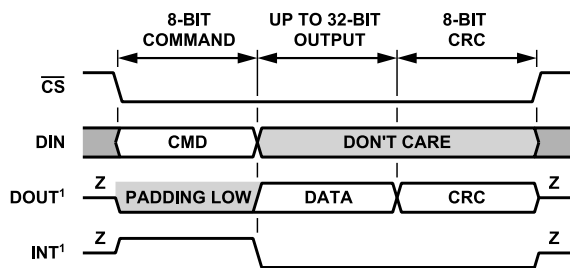 8-BIT COMMAND
UP TO 32-BIT OUTPUT
8-BIT CRC
CS
DIN
CMD
DON'T CARE
DOUT1
Z
PADDING LOW
DATA
CRC
Z
INT1
Z
Z